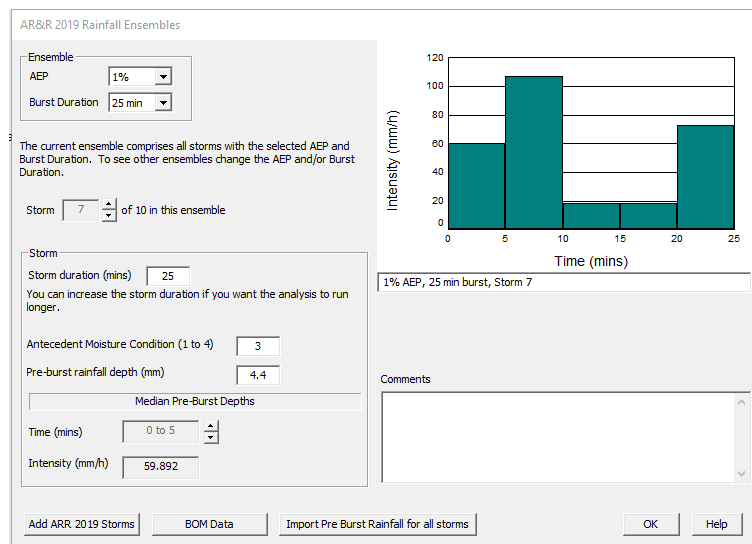 AR&R 2019 Rainfall Ensembles
Ensemble
AEP 1%
Burst Duration 25 min
The current ensemble comprises all storms with the selected AEP and
Burst Duration. To see other ensembles change the AEP and/or Burst
Duration.
Storm 7 of 10 in this ensemble
Storm
Storm duration (mins) 25
You can increase the storm duration if you want the analysis to run
longer.
Antecedent Moisture Condition (1 to 4) 3
Pre-burst rainfall depth (mm) 4.4
Median Pre-Burst Depths
Time (mins) 0 to 5
Intensity (mm/h) 59.892
Intensity (mm/h)
120
100
80
60
40
20
0
0 5 10 15 20 25
Time (mins)
1% AEP, 25 min burst, Storm 7
Comments
Add ARR 2019 Storms BOM Data Import Pre Burst Rainfall for all storms OK Help